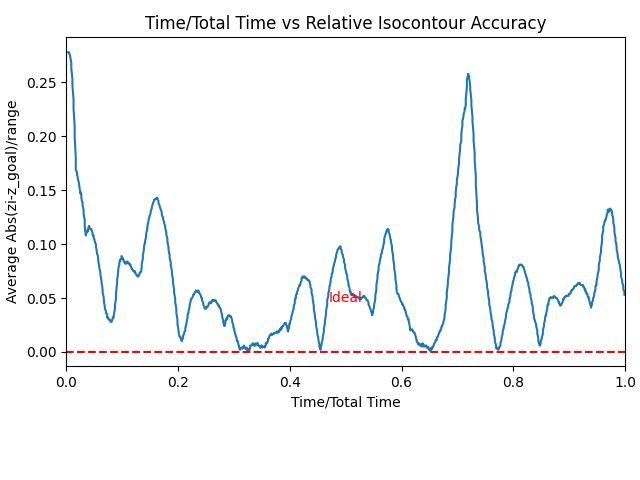 Time/Total Time vs Relative Isocontour Accuracy
Average Abs(zi-z_goal)/range
0.25
0.20
0.15
0.10
0.05
0.00
Ideal
0.0 0.2 0.4 0.6 0.8 1.0
Time/Total Time